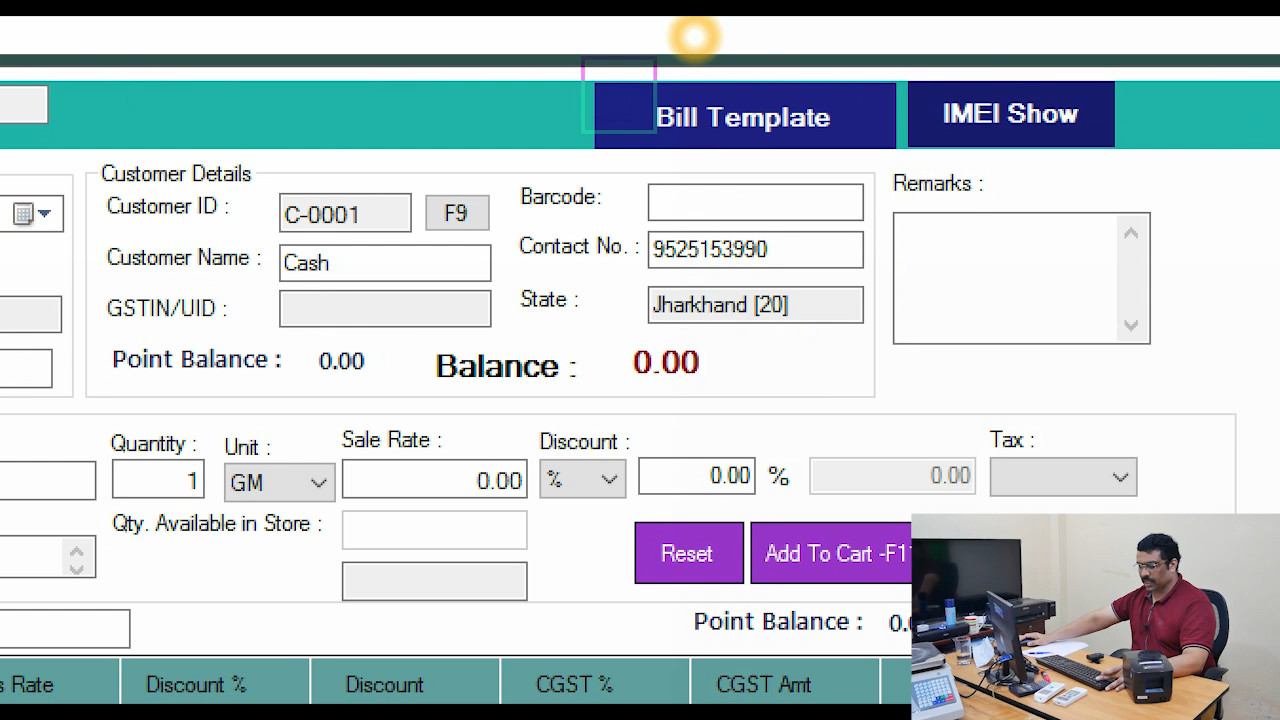 Bill Template
IMEI Show
Customer Details
Customer ID :
C-0001
F9
Barcode:
Remarks :
Customer Name :
Cash
Contact No. :
9525153990
GSTIN/UID :
State :
Jharkhand [20]
Point Balance :
0.00
Balance :
0.00
Quantity :
Unit :
Sale Rate :
Discount :
Tax :
1
GM
0.00
%
0.00
%
0.00
Qty. Available in Store :
Reset
Add To Cart -F1
Point Balance :
s Rate
Discount %
Discount
CGST %
CGST Amt